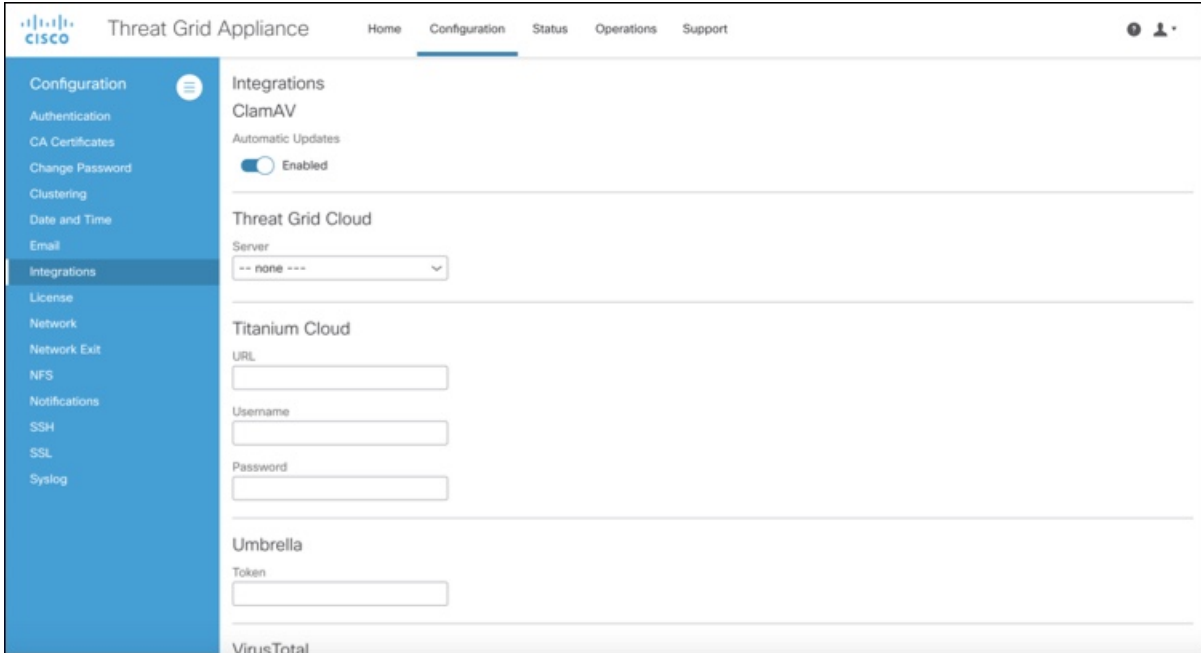 CISCO
Threat Grid Appliance
Home Configuration Status Operations Support
Configuration
Authentication
CA Certificates
Change Password
Clustering
Date and Time
Email
Integrations
License
Network
Network Exit
NFS
Notifications
SSH
SSL
Syslog
Integrations
ClamAV
Automatic Updates
Enabled
Threat Grid Cloud
Server
-- none ---
Titanium Cloud
URL
Username
Password
Umbrella
Token
VirusTotal